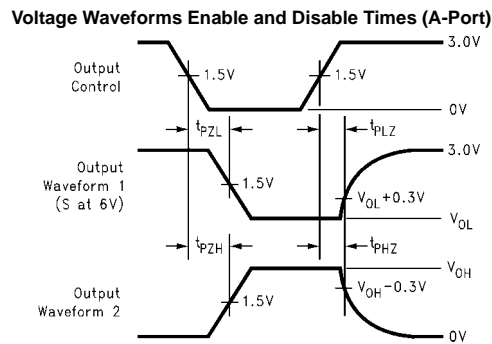 Voltage Waveforms Enable and Disable Times (A-Port)
Output
Control
1.5V
1.5V
3.0V
0V
tPZL
tPLZ
Output
Waveform 1
(S at 6V)
1.5V
3.0V
VOL+0.3V
VOL
tPZH
tPHZ
Output
Waveform 2
1.5V
VOH
VOH−0.3V
0V